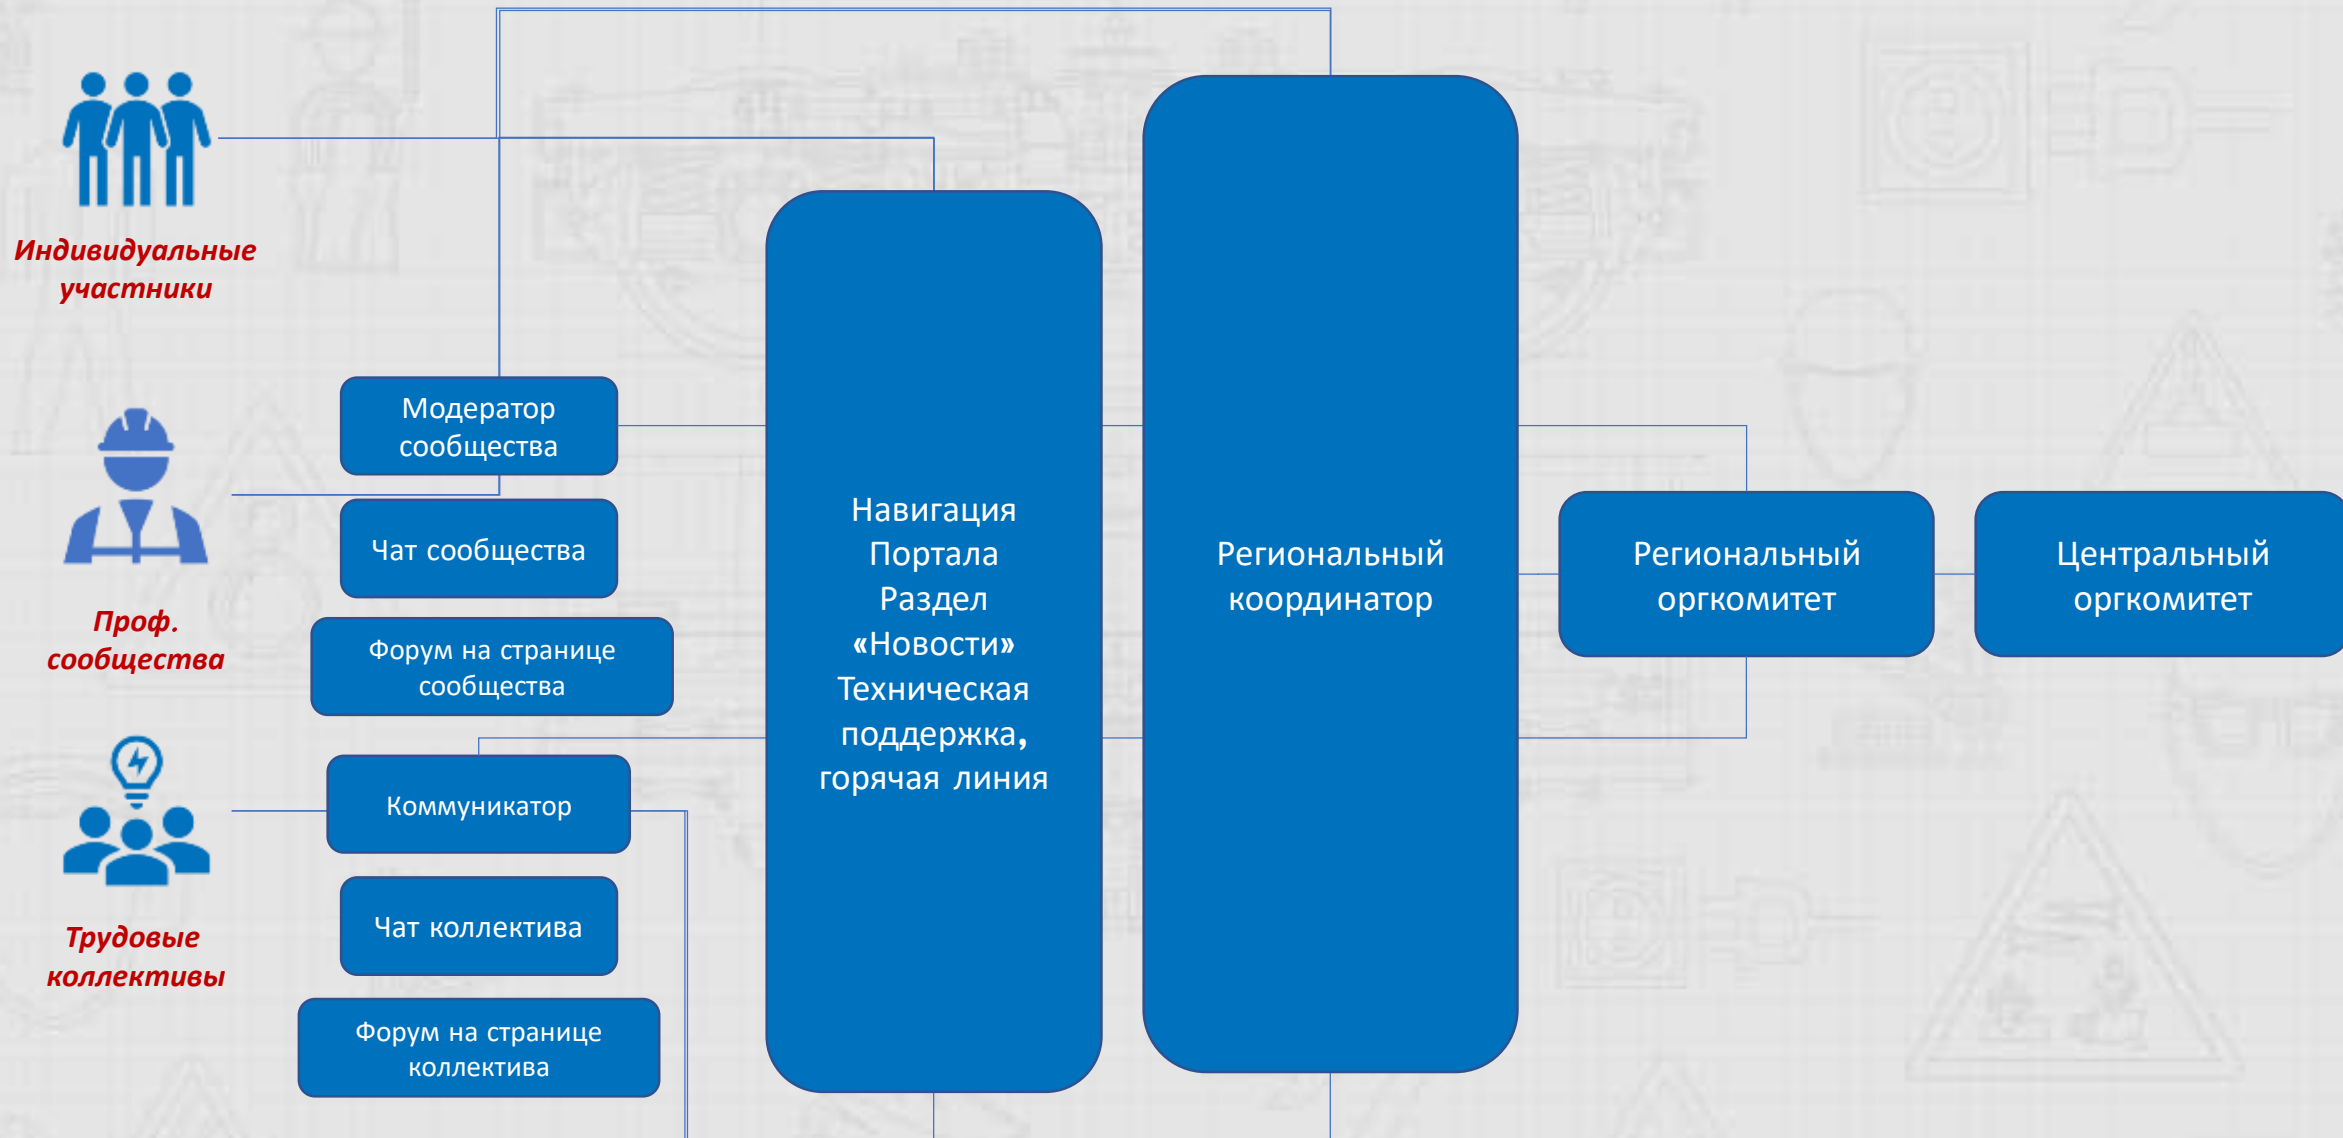 Индивидуальные
участники
Модератор
сообщества
Чат сообщества
Проф.
сообщества
Форум на странице
сообщества
Коммуникатор
Чат коллектива
Трудовые
коллективы
Форум на странице
коллектива
Навигация
Портала
Раздел
«Новости»
Техническая
поддержка,
горячая линия
Региональный
координатор
Региональный
оргкомитет
Центральный
оргкомитет